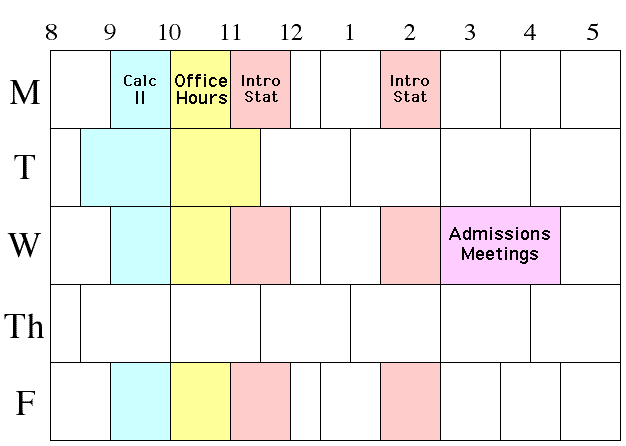 8 9 10 11 12 1 2 3 4 5
M
Calc
II
Office
Hours
Intro
Stat
Intro
Stat
T
W
Admissions
Meetings
Th
F